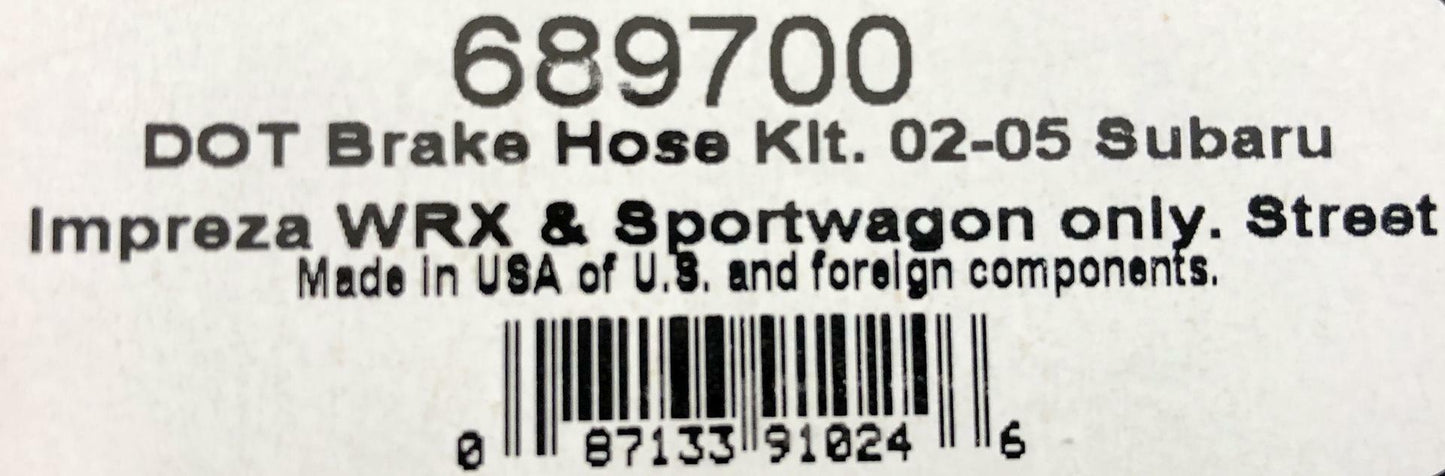 689700
DOT Brake Hose Kit. 02-05 Subaru
Impreza WRX & Sportwagon only. Street
Made in USA of U.S. and foreign components.
0 87133 91024 6